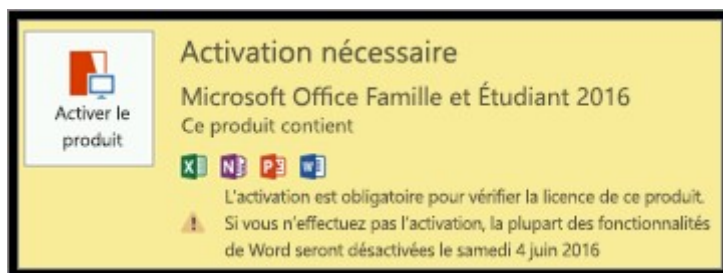 Activation nécessaire
Activer le
produit
Microsoft Office Famille et Étudiant 2016
Ce produit contient
L'activation est obligatoire pour vérifier la licence de ce produit.
Si vous n'effectuez pas l'activation, la plupart des fonctionnalités
de Word seront désactivées le samedi 4 juin 2016